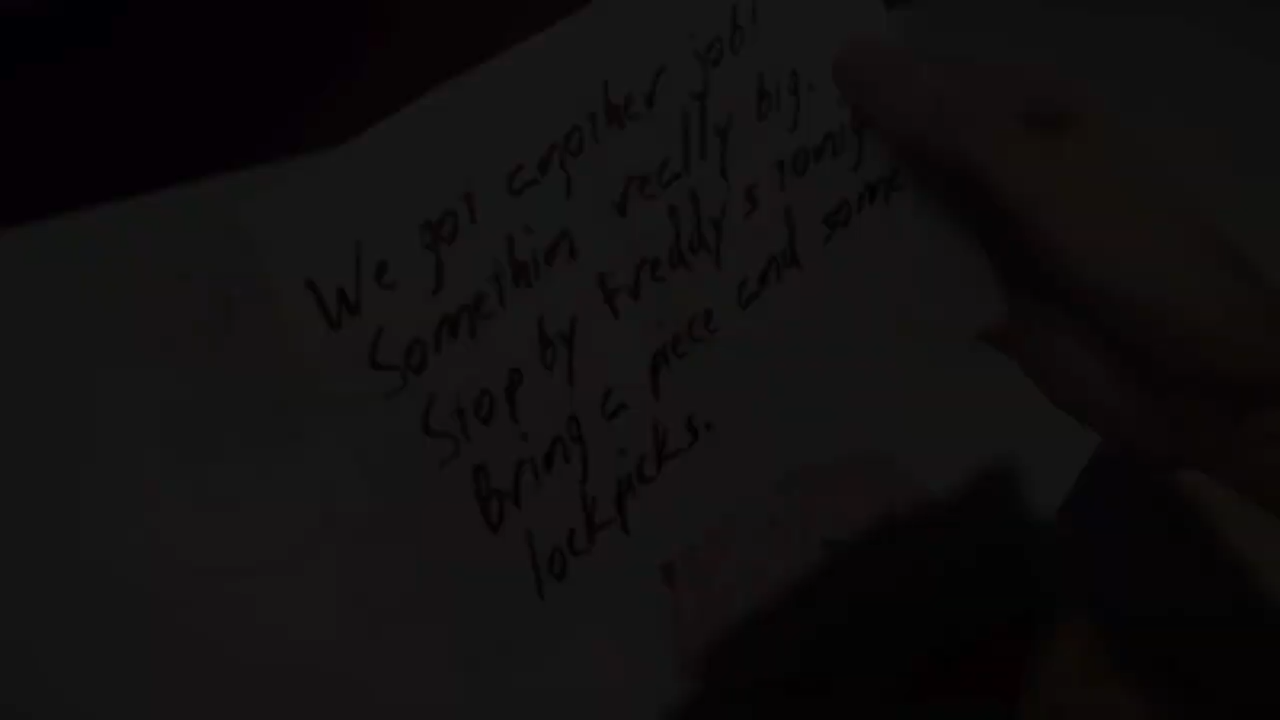 We got another job!
Somethin really big.
Stop by Freddy's
Bring a piece and some
lockpicks.